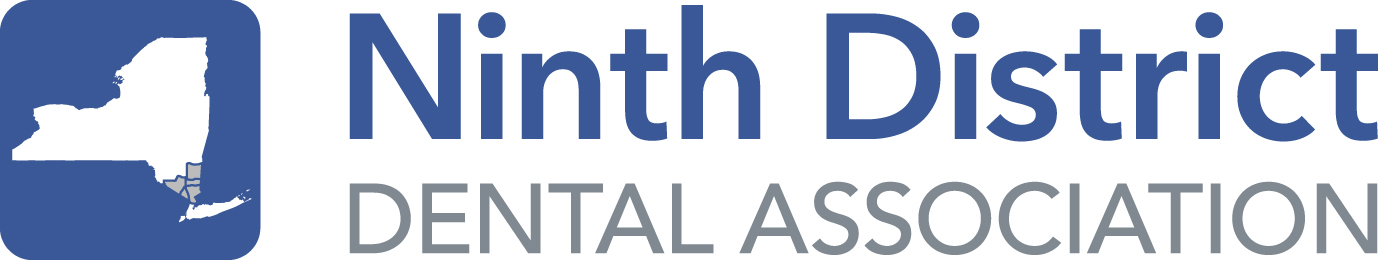 Ninth District
DENTAL ASSOCIATION